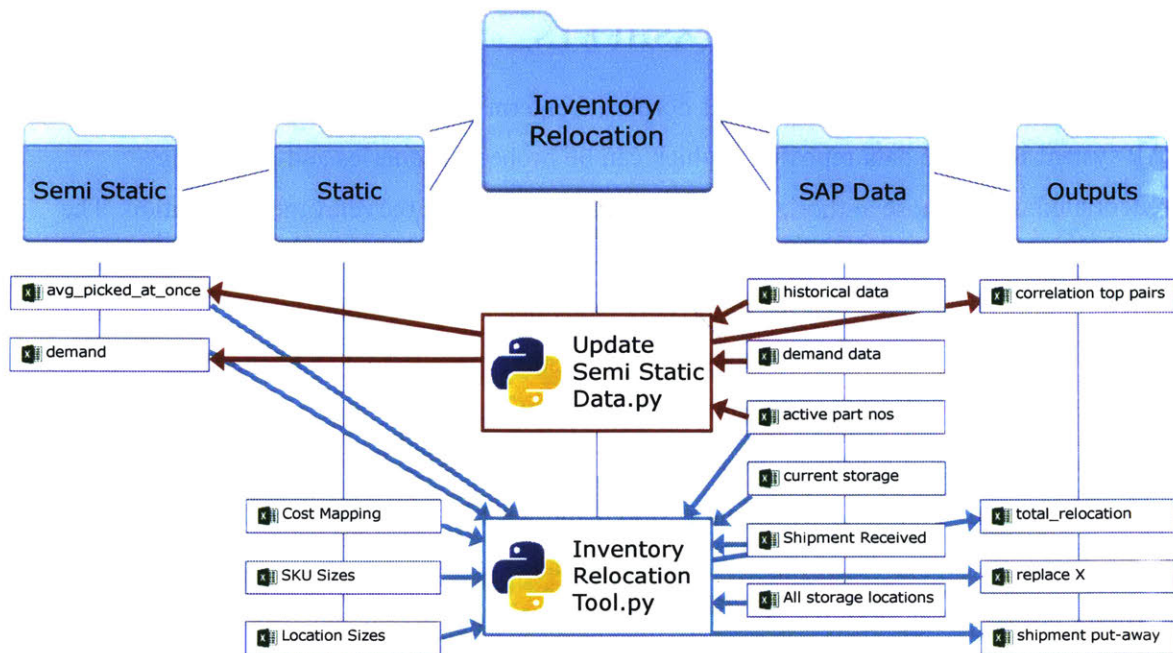 Inventory
Relocation
Semi Static
Static
SAP Data
Outputs
avg_picked_at_once
demand
historical data
correlation top pairs
Update
Semi Static
Data.py
demand data
active part nos
current storage
Cost Mapping
SKU Sizes
Location Sizes
Inventory
Relocation
Tool.py
Shipment Received
All storage locations
total_relocation
replace X
shipment put-away